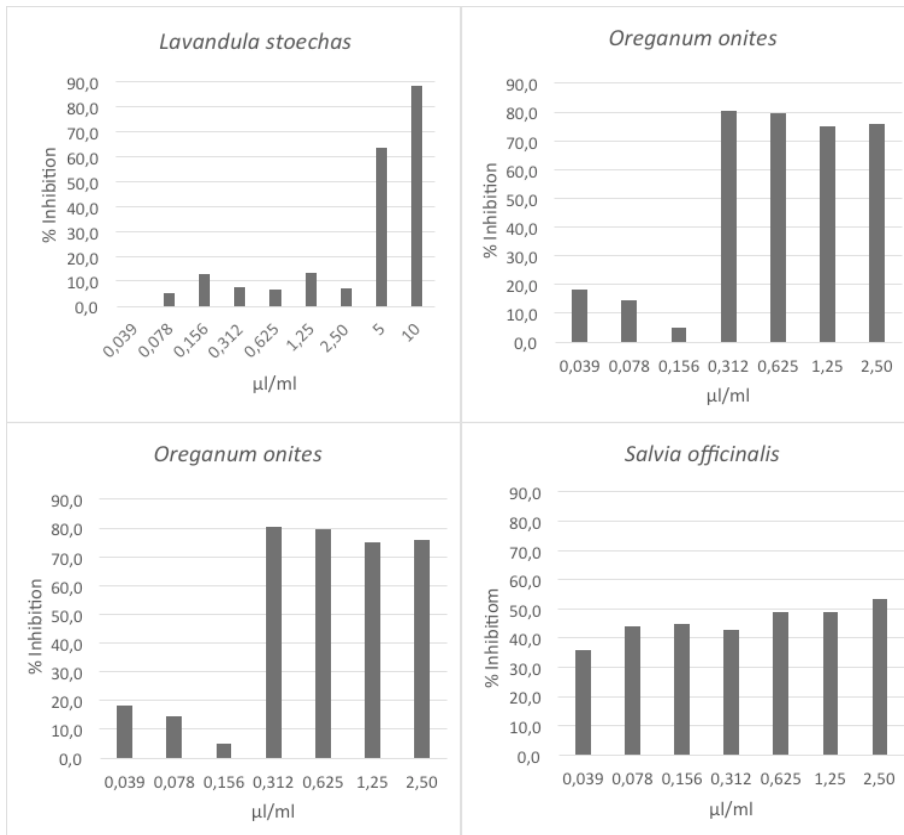 Lavandula stoechas
% Inhibition
90,0
80,0
70,0
60,0
50,0
40,0
30,0
20,0
10,0
0,0
0,039 0,078 0,156 0,312 0,625 1,25 2,50 5 10
µl/ml
Oreganum onites
% Inhibition
90,0
80,0
70,0
60,0
50,0
40,0
30,0
20,0
10,0
0,0
0,039 0,078 0,156 0,312 0,625 1,25 2,50
µl/ml
Oreganum onites
% Inhibition
90,0
80,0
70,0
60,0
50,0
40,0
30,0
20,0
10,0
0,0
0,039 0,078 0,156 0,312 0,625 1,25 2,50
µl/ml
Salvia officinalis
% Inhibitiom
90,0
80,0
70,0
60,0
50,0
40,0
30,0
20,0
10,0
0,0
0,039 0,078 0,156 0,312 0,625 1,25 2,50
µl/ml